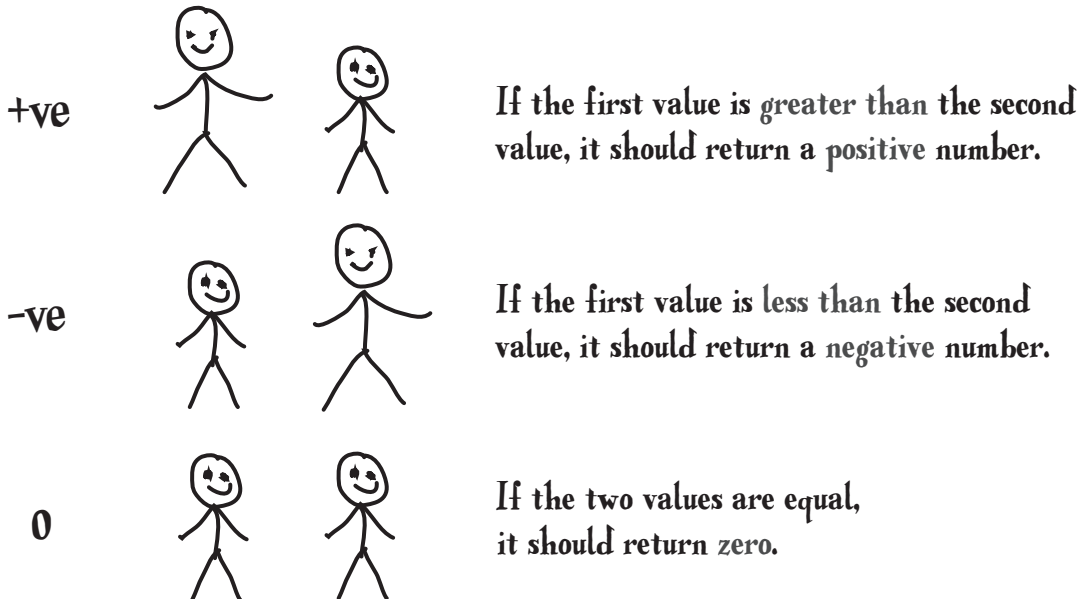 +ve
If the first value is greater than the second
value, it should return a positive number.
-ve
If the first value is less than the second
value, it should return a negative number.
0
If the two values are equal,
it should return zero.